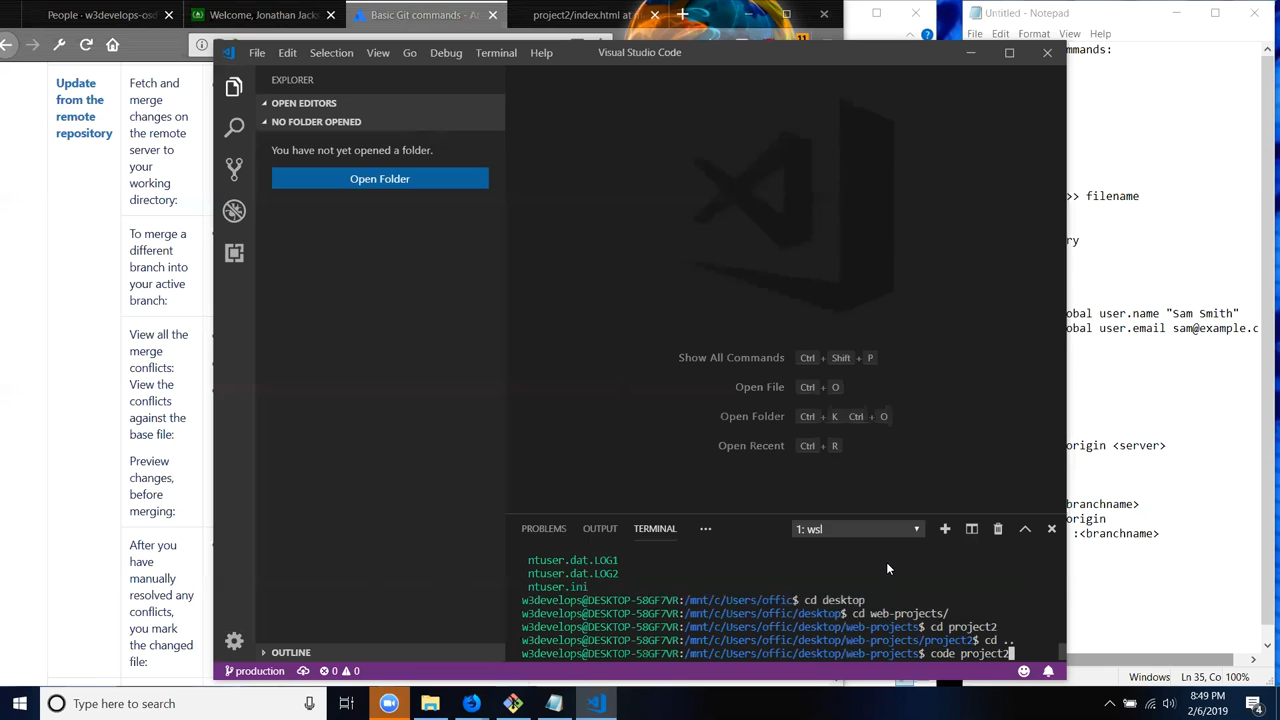 People - w3develops-osd
Welcome, Jonathan Jacks
Basic Git commands - A
project2/index.html at
Untitled - Notepad
File Edit Format View Help
File Edit Selection View Go Debug Terminal Help
Visual Studio Code
EXPLORER
OPEN EDITORS
NO FOLDER OPENED
You have not yet opened a folder.
Open Folder
Update
from the
remote
repository
Fetch and
merge
changes on
the remote
server to
your
working
directory:
To merge a
different
branch into
your active
branch:
View all the
merge
conflicts:
View the
conflicts
against the
base file:
Preview
changes,
before
merging:
After you
have
manually
resolved any
conflicts,
you mark
the changed
file:
Show All Commands Ctrl + Shift + P
Open File Ctrl + O
Open Folder Ctrl + K Ctrl + O
Open Recent Ctrl + R
PROBLEMS OUTPUT TERMINAL ••• 1: wsl
ntuser.dat.LOG1
ntuser.dat.LOG2
ntuser.ini
w3develops@DESKTOP-58GF7VR:/mnt/c/Users/offic$ cd desktop
w3develops@DESKTOP-58GF7VR:/mnt/c/Users/offic/desktop$ cd web-projects/
w3develops@DESKTOP-58GF7VR:/mnt/c/Users/offic/desktop/web-projects$ cd project2
w3develops@DESKTOP-58GF7VR:/mnt/c/Users/offic/desktop/web-projects/project2$ cd ..
w3develops@DESKTOP-58GF7VR:/mnt/c/Users/offic/desktop/web-projects$ code project2
OUTLINE
production 0 0
ommands:
>> filename
ry
obal user.name "Sam Smith"
obal user.email sam@example.c
origin <server>
branchname>
origin
:<branchname>
Windows Ln 35, Co 100%
Type here to search
8:49 PM
2/6/2019
4